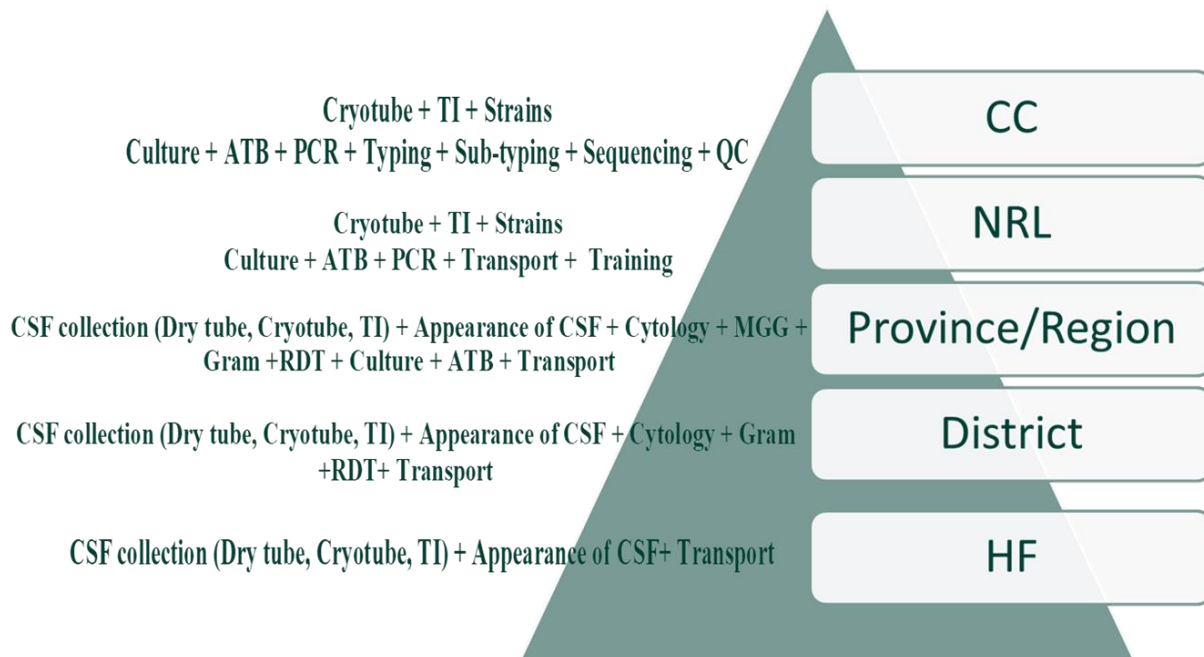 Cryotube + TI + Strains
Culture + ATB + PCR + Typing + Sub-typing + Sequencing + QC
CC
Cryotube + TI + Strains
Culture + ATB + PCR + Transport + Training
NRL
CSF collection (Dry tube, Cryotube, TI) + Appearance of CSF + Cytology + MGG +
Gram +RDT + Culture + ATB + Transport
Province/Region
CSF collection (Dry tube, Cryotube, TI) + Appearance of CSF + Cytology + Gram
+RDT+ Transport
District
CSF collection (Dry tube, Cryotube, TI) + Appearance of CSF+ Transport
HF